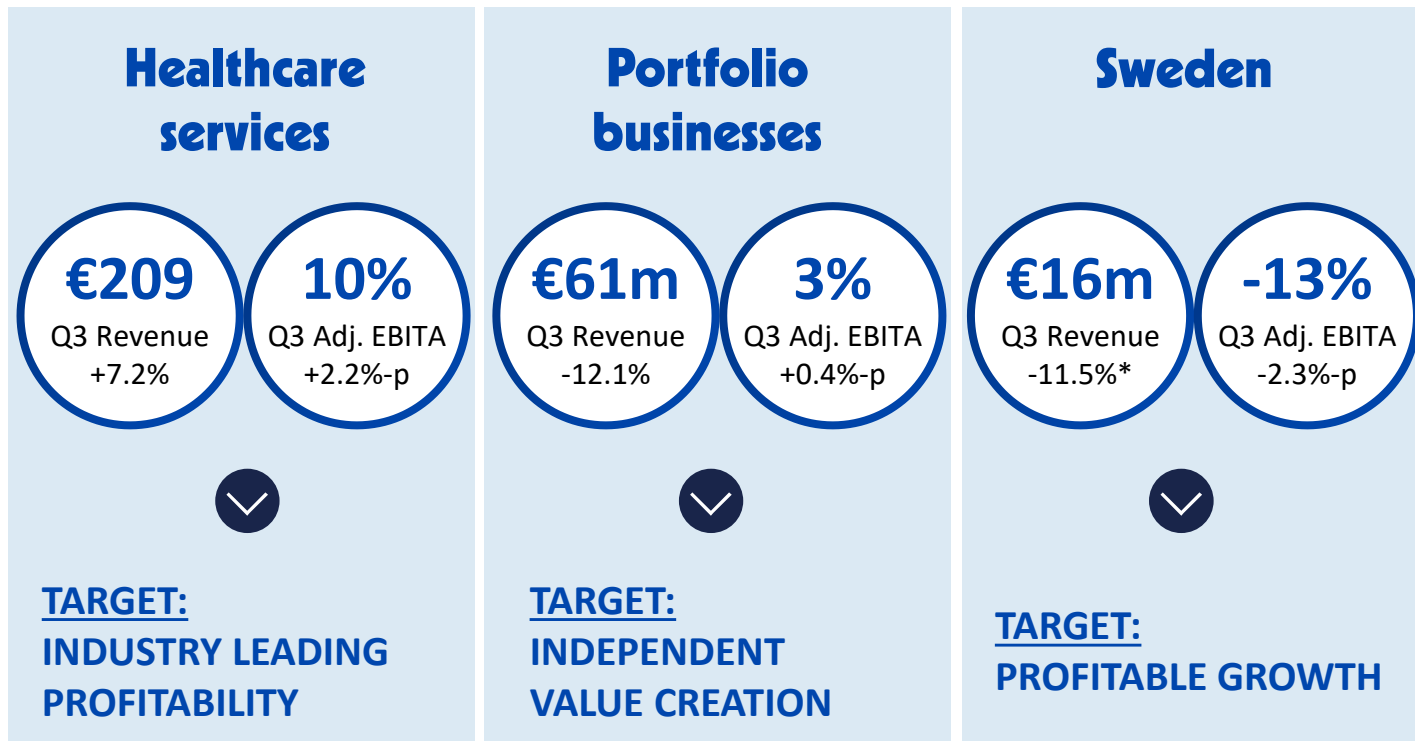 Healthcare
services
€209
Q3 Revenue
+7.2%
10%
Q3 Adj. EBITA
+2.2%-p
TARGET:
INDUSTRY LEADING
PROFITABILITY
Portfolio
businesses
€61m
Q3 Revenue
-12.1%
3%
Q3 Adj. EBITA
+0.4%-p
TARGET:
INDEPENDENT
VALUE CREATION
Sweden
€16m
Q3 Revenue
-11.5%*
-13%
Q3 Adj. EBITA
-2.3%-p
TARGET:
PROFITABLE GROWTH